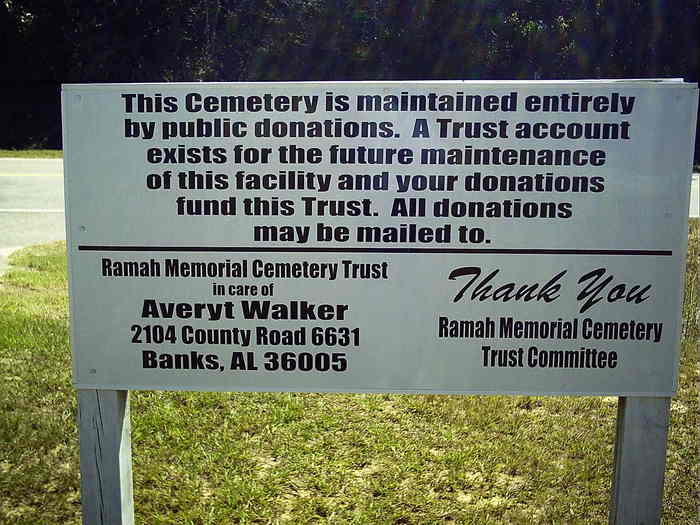 This Cemetery is maintained entirely
by public donations. A Trust account
exists for the future maintenance
of this facility and your donations
fund this Trust. All donations
may be mailed to.
Ramah Memorial Cemetery Trust
in care of
Averyt Walker
2104 County Road 6631
Banks, AL 36005
Thank You
Ramah Memorial Cemetery
Trust Committee